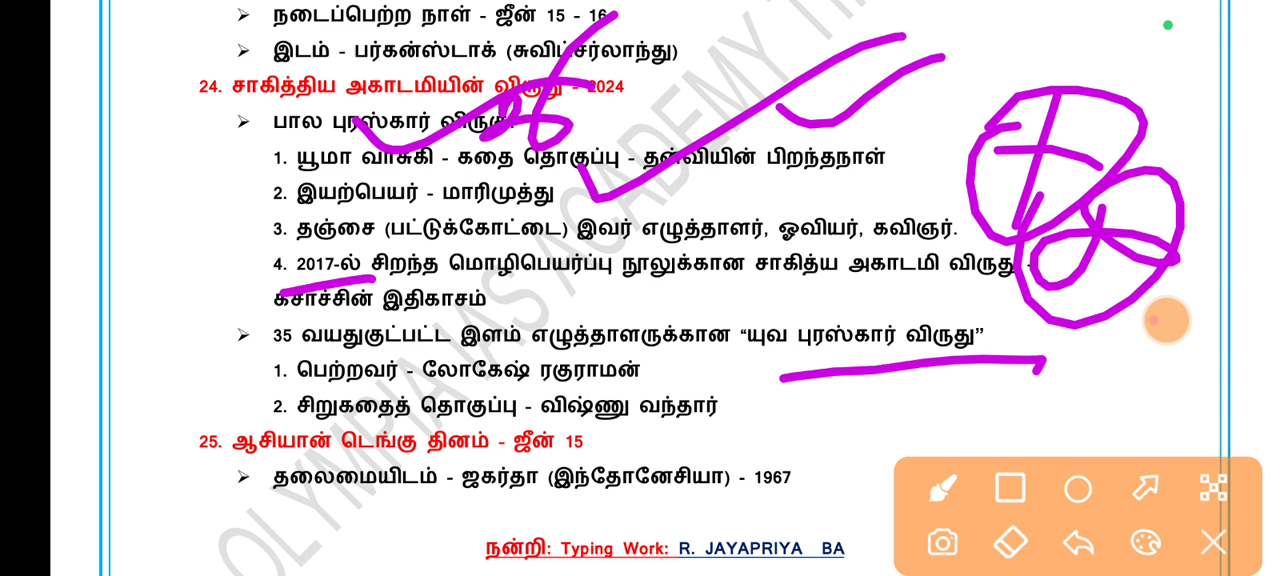 நடைப்பெற்ற நாள் - ஜீன் 15 - 16
இடம் - பர்கன்ஸ்டாக் (சுவிட்சர்லாந்து)
24. சாகித்திய அகாடமியின் விருது - 2024
பால புரஸ்கார் விருது
1. யூமா வாசுகி - கதை தொகுப்பு - தன்வியின் பிறந்தநாள்
2. இயற்பெயர் - மாரிமுத்து
3. தஞ்சை (பட்டுக்கோட்டை) இவர் எழுத்தாளர், ஓவியர், கவிஞர்.
4. 2017-ல் சிறந்த மொழிபெயர்ப்பு நூலுக்கான சாகித்ய அகாடமி விருது -
கசாச்சின் இதிகாசம்
35 வயதுகுட்பட்ட இளம் எழுத்தாளருக்கான “யுவ புரஸ்கார் விருது”
1. பெற்றவர் - லோகேஷ் ரகுராமன்
2. சிறுகதைத் தொகுப்பு - விஷ்ணு வந்தார்
25. ஆசியான் டெங்கு தினம் - ஜீன் 15
தலைமையிடம் - ஜகர்தா (இந்தோனேசியா) - 1967
நன்றி: Typing Work: R. JAYAPRIYA BA
OLYMPIA IAS ACADEMY